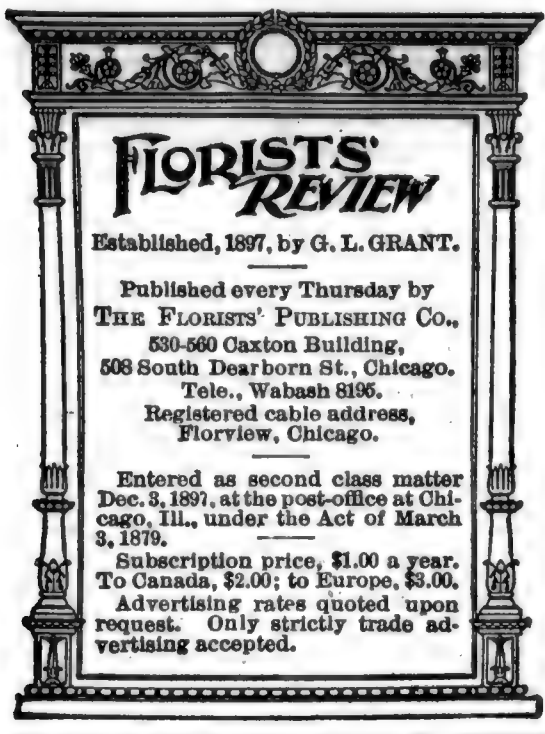 FLORISTS'
REVIEW
Established, 1897, by G. L. GRANT.
Published every Thursday by
THE FLORISTS' PUBLISHING CO.,
530-560 Caxton Building,
508 South Dearborn St., Chicago.
Tele., Wabash 8195.
Registered cable address,
Florview, Chicago.
Entered as second class matter
Dec. 3, 1897, at the post-office at Chi-
cago, Ill., under the Act of March
3, 1879.
Subscription price, $1.00 a year.
To Canada, $2.00; to Europe, $3.00.
Advertising rates quoted upon
request. Only strictly trade ad-
vertising accepted.